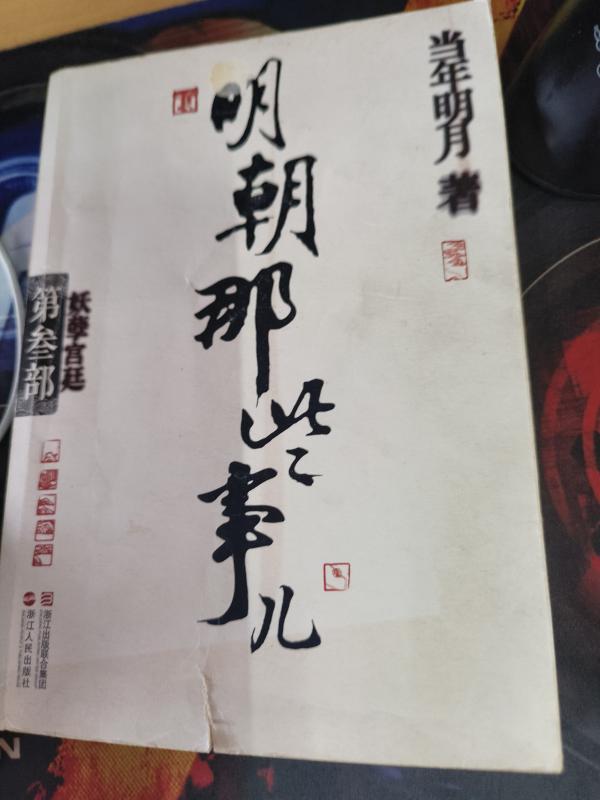 当年明月 著
明朝那些事儿
第叁部
妖孽宫廷
浙江出版联合集团
浙江人民出版社